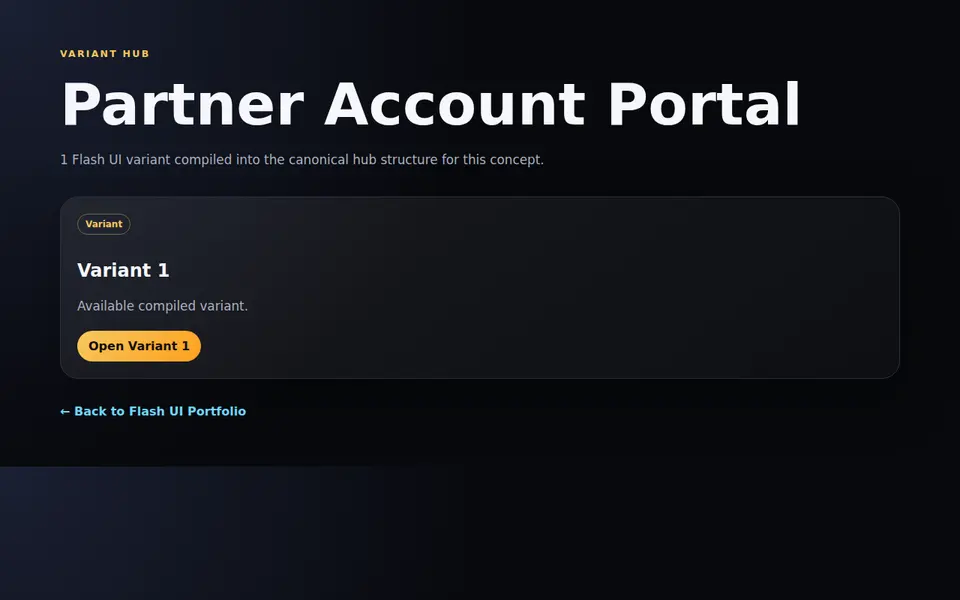 VARIANT HUB
Partner Account Portal
1 Flash UI variant compiled into the canonical hub structure for this concept.
Variant
Variant 1
Available compiled variant.
Open Variant 1
← Back to Flash UI Portfolio